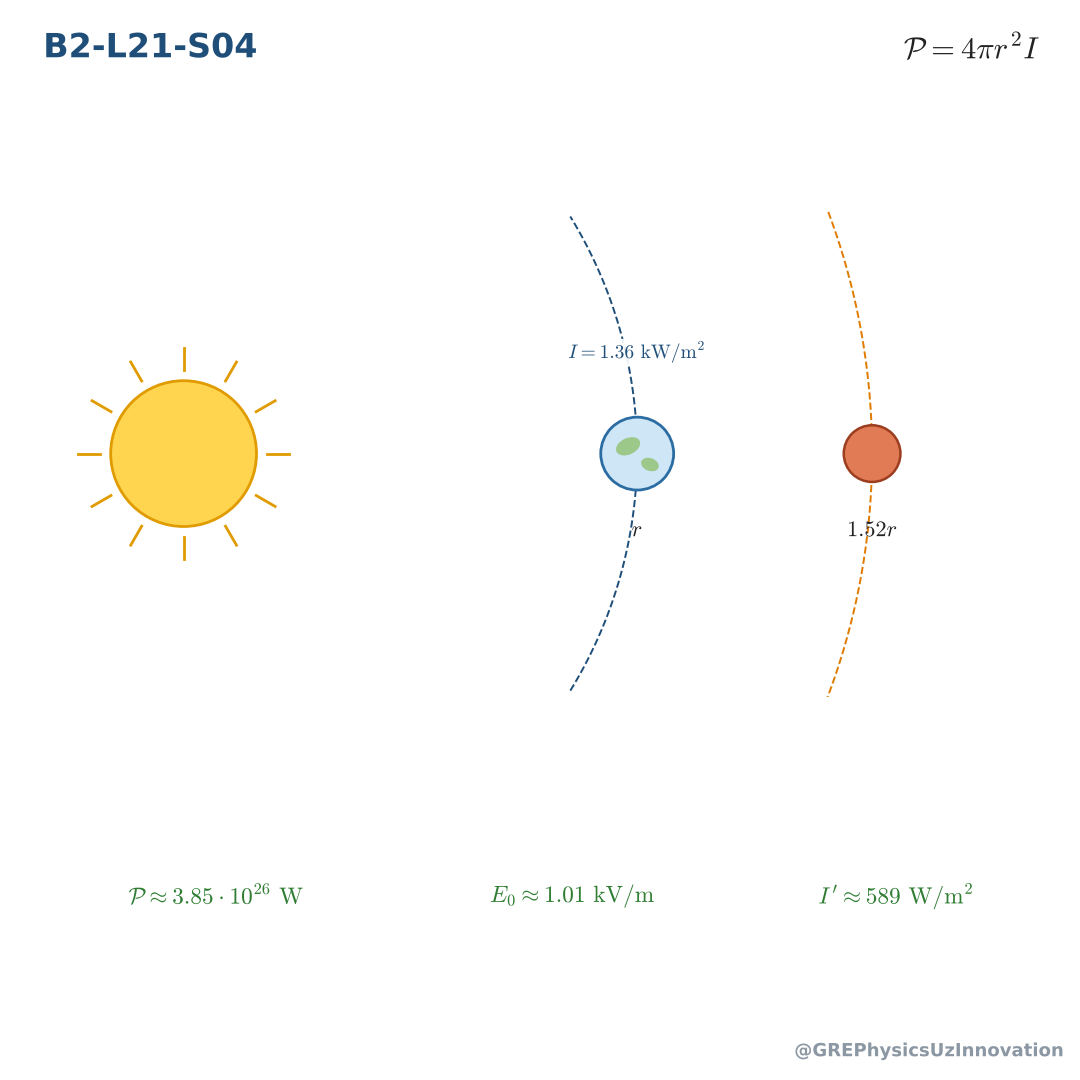 B2-L21-S04
𝒫 = 4πr²I
I = 1.36 kW/m²
r
1.52r
𝒫 ≈ 3.85 · 10²⁶ W
E₀ ≈ 1.01 kV/m
I′ ≈ 589 W/m²
@GREPhysicsUzInnovation